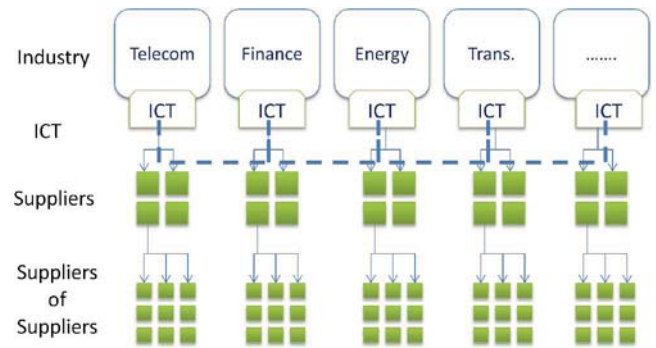 Industry
Telecom
Finance
Energy
Trans.
.......
ICT
ICT
ICT
ICT
ICT
ICT
Suppliers
Suppliers
of
Suppliers